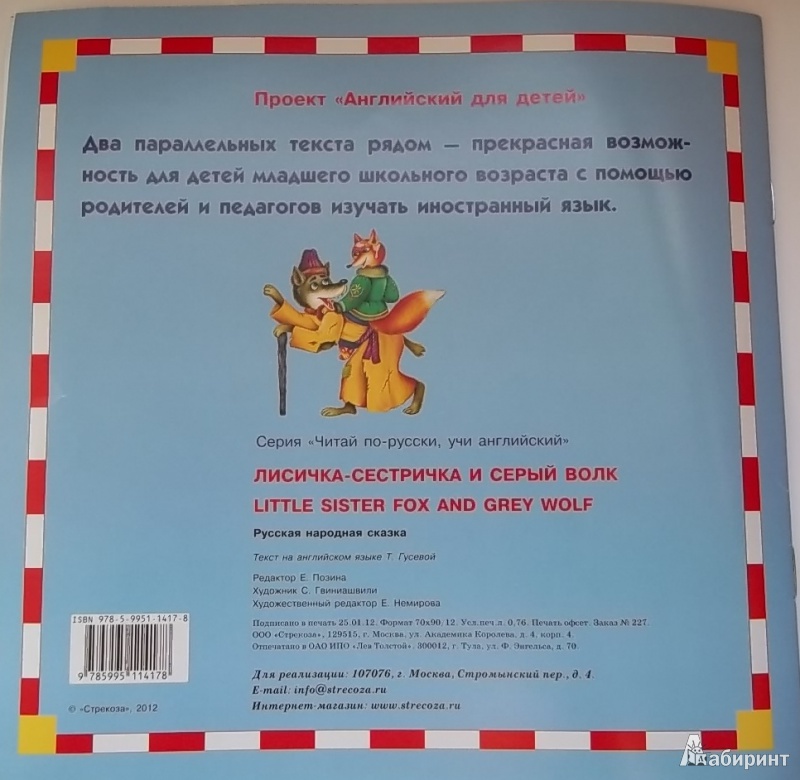 Проект «Английский для детей»
Два параллельных текста рядом — прекрасная возмож-
ность для детей младшего школьного возраста с помощью
родителей и педагогов изучать иностранный язык.
Серия «Читай по-русски, учи английский»
ЛИСИЧКА-СЕСТРИЧКА И СЕРЫЙ ВОЛК
LITTLE SISTER FOX AND GREY WOLF
Русская народная сказка
Текст на английском языке Т. Гусевой
Редактор Е. Позина
Художник С. Гвиниашвили
Художественный редактор Е. Немирова
Подписано в печать 25.01.12. Формат 70х90/12. Усл.печ.л. 0,76. Печать офсет. Заказ № 227.
ООО «Стрекоза», 129515, г. Москва, ул. Академика Королева, д. 4, корп. 4.
Отпечатано в ОАО ИПО «Лев Толстой». 300012, г. Тула, ул. Ф. Энгельса, д. 70.
Для реализации: 107076, г. Москва, Стромынский пер., д. 4.
E-mail: info@strecoza.ru
Интернет-магазин: www.strecoza.ru
ISBN 978-5-9951-1417-8
9 785995 114178
© «Стрекоза», 2012
Лабиринт